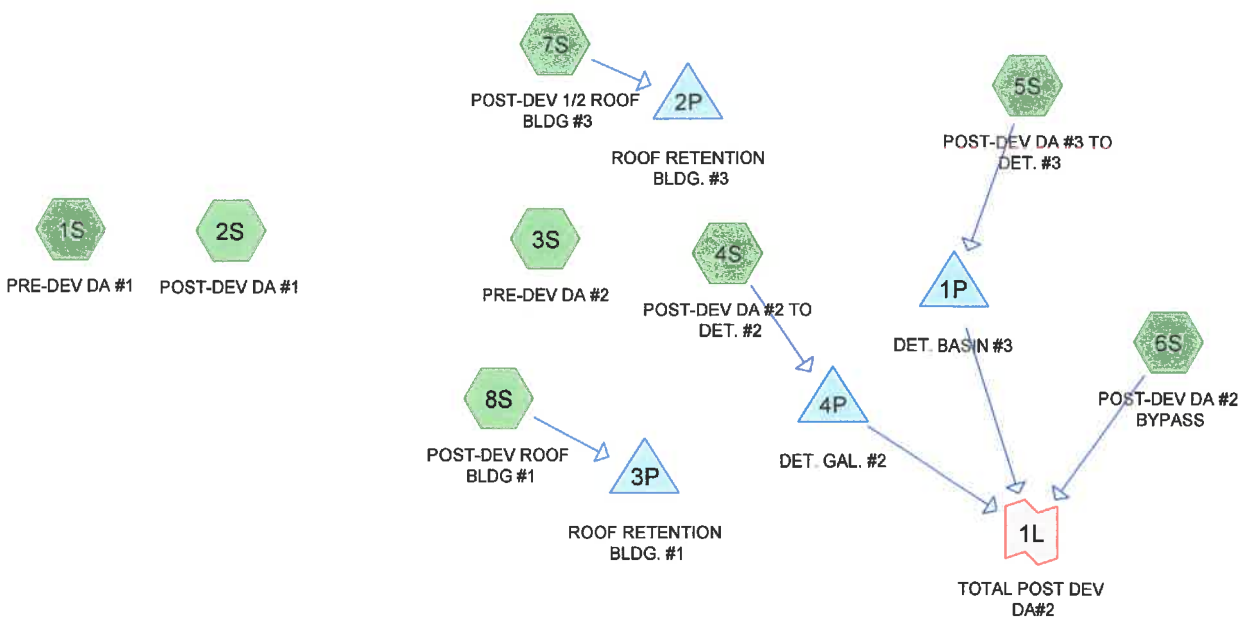 7S
POST-DEV 1/2 ROOF
BLDG #3
2P
ROOF RETENTION
BLDG. #3
5S
POST-DEV DA #3 TO
DET. #3
1S
PRE-DEV DA #1
2S
POST-DEV DA #1
3S
PRE-DEV DA #2
4S
POST-DEV DA #2 TO
DET. #2
1P
DET. BASIN #3
6S
POST-DEV DA #2
BYPASS
8S
POST-DEV ROOF
BLDG #1
3P
ROOF RETENTION
BLDG. #1
4P
DET. GAL. #2
1L
TOTAL POST DEV
DA#2